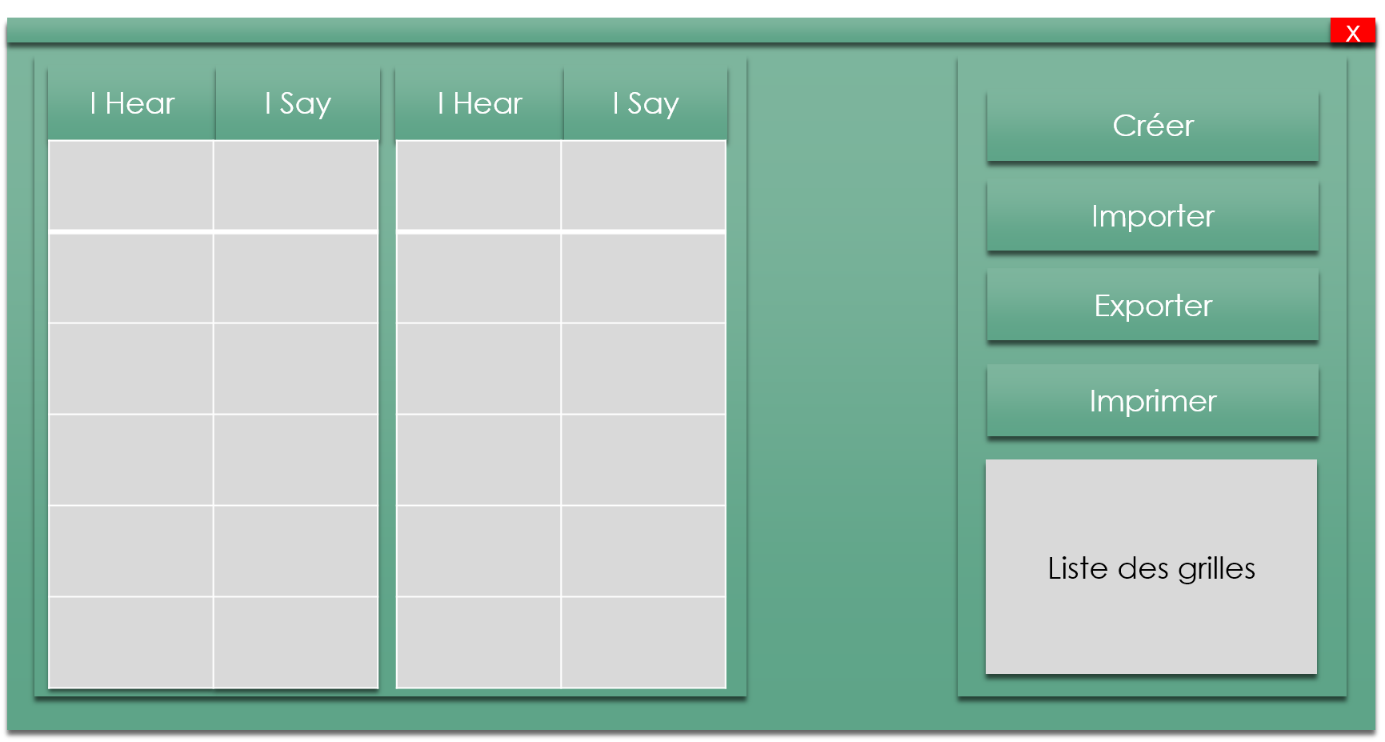 X
I Hear I Say I Hear I Say
Créer
Importer
Exporter
Imprimer
Liste des grilles